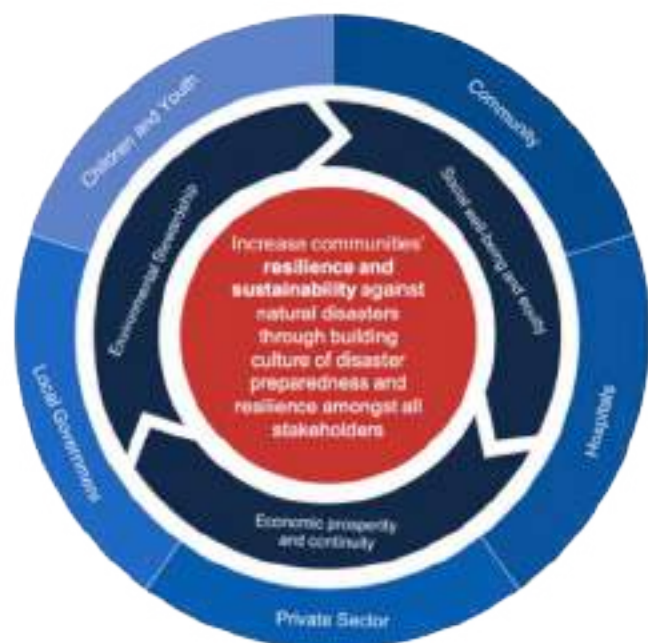 Children and Youth
Community
Environmental Stewardship
Social well-being and equity
Increase communities'
resilience and
sustainability against
natural disasters
through building
culture of disaster
preparedness and
resilience amongst all
stakeholders
Local Government
Hospitals
Economic prosperity
and continuity
Private Sector